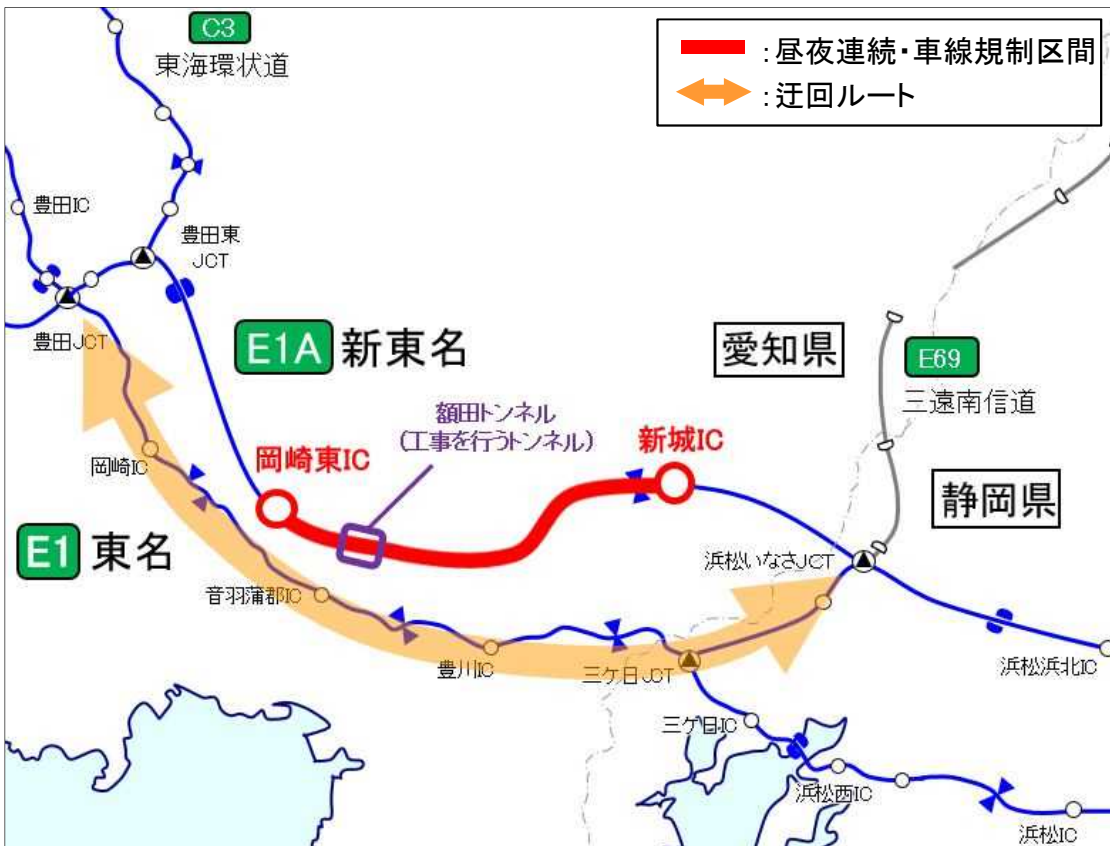 C3
東海環状道
：昼夜連続・車線規制区間
：迂回ルート
豊田IC
豊田東
JCT
豊田JCT
E1A 新東名
愛知県
E69
三遠南信道
額田トンネル
(工事を行うトンネル)
岡崎東IC
新城IC
岡崎IC
静岡県
E1 東名
浜松いなさJCT
音羽蒲郡IC
豊川IC
三ケ日JCT
浜松浜北IC
三ケ日IC
浜松西IC
浜松IC